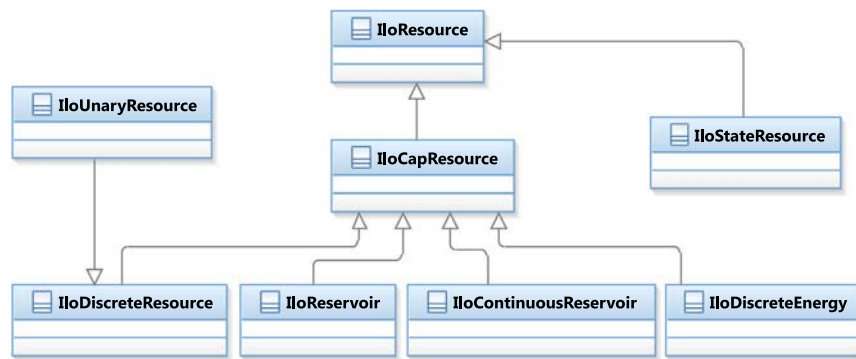 IloResource
IloUnaryResource
IloStateResource
IloCapResource
IloDiscreteResource
IloReservoir
IloContinuousReservoir
IloDiscreteEnergy